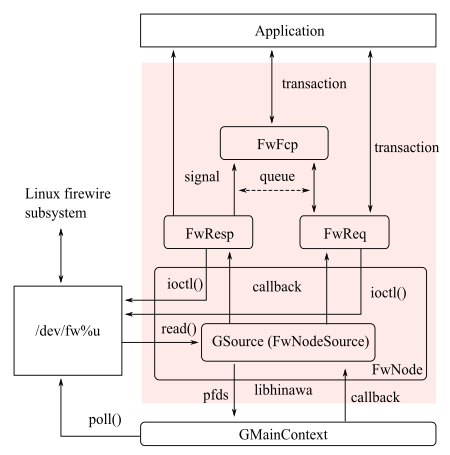 Application
transaction
FwFcp
transaction
signal
queue
Linux firewire
subsystem
FwResp
FwReq
ioctl()
callback
ioctl()
/dev/fw%u
read()
GSource (FwNodeSource)
FwNode
pfds
libhinawa
callback
poll()
GMainContext